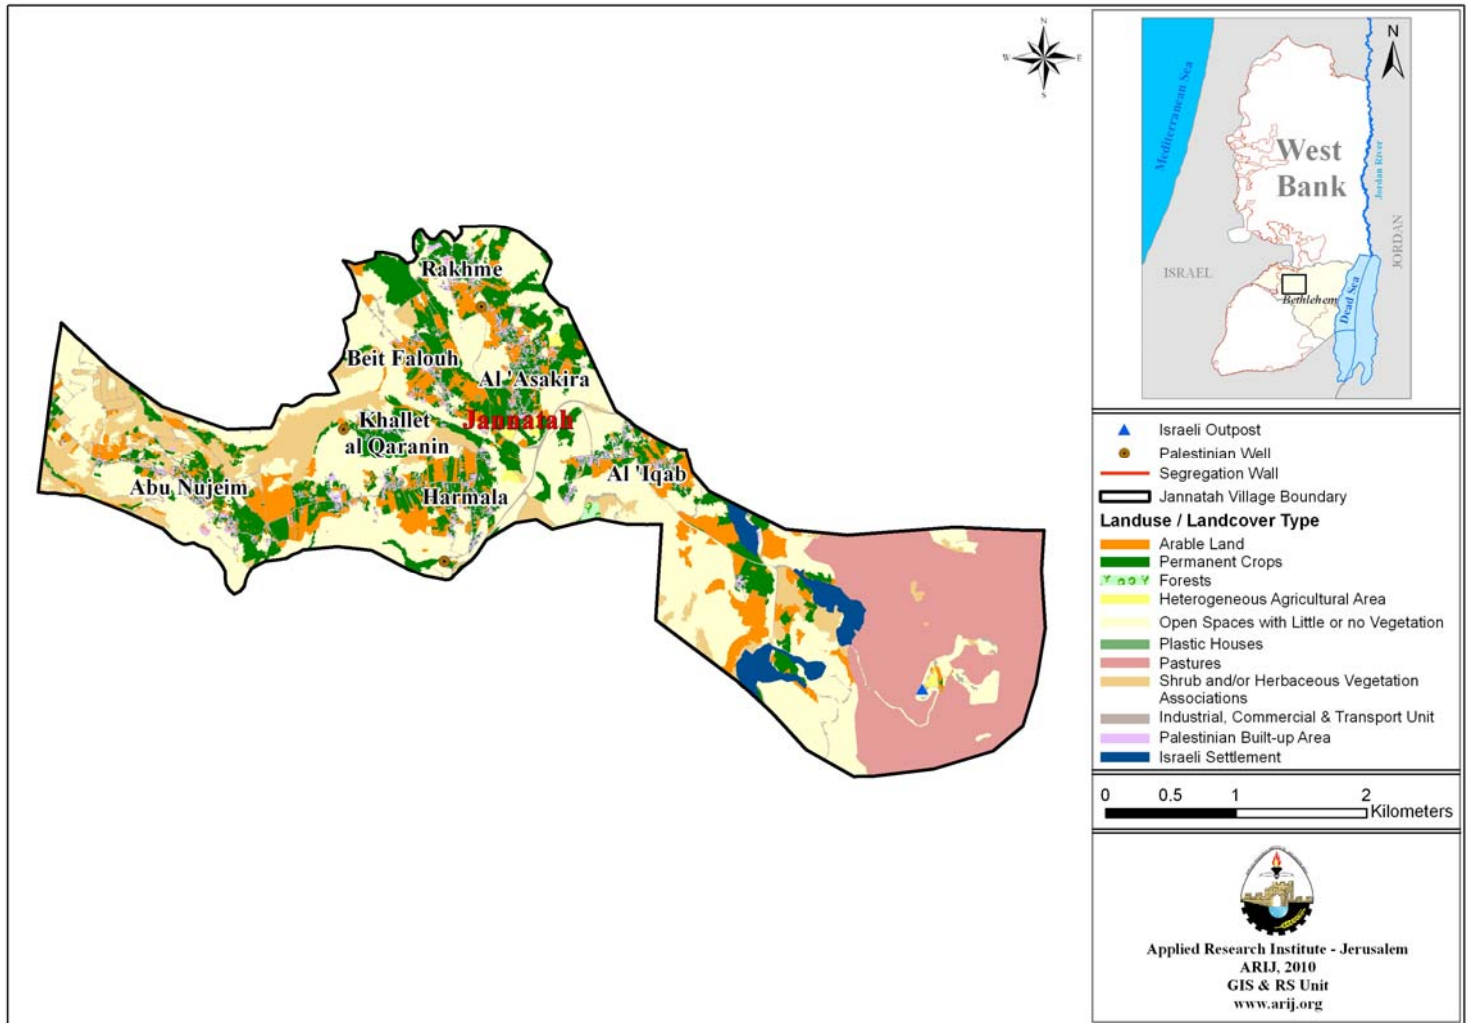 N
W
E
S
Rakhme
Beit Falouh
Al 'Asakira
Khallet
al Qaranin
Jannatah
Al 'Iqab
Abu Nujeim
Harmala
N
Mediterranean Sea
West
Bank
Jordan River
JORDAN
ISRAEL
Bethlehem
Dead Sea
Israeli Outpost
Palestinian Well
Segregation Wall
Jannatah Village Boundary
Landuse / Landcover Type
Arable Land
Permanent Crops
Forests
Heterogeneous Agricultural Area
Open Spaces with Little or no Vegetation
Plastic Houses
Pastures
Shrub and/or Herbaceous Vegetation
Associations
Industrial, Commercial & Transport Unit
Palestinian Built-up Area
Israeli Settlement
0 0.5 1 2
Kilometers
Applied Research Institute - Jerusalem
ARIJ, 2010
GIS & RS Unit
www.arij.org